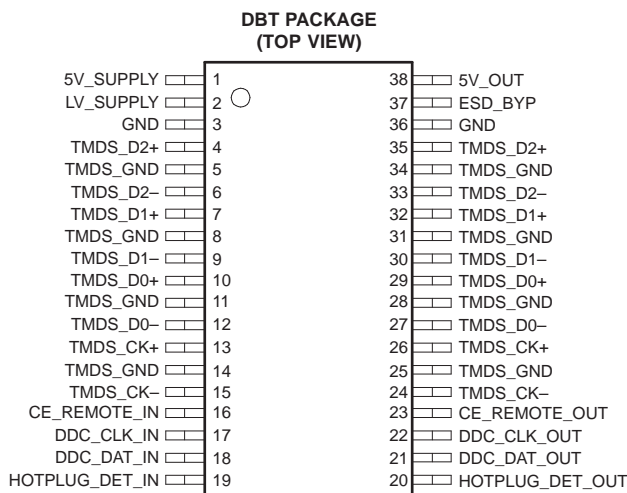 DBT PACKAGE
(TOP VIEW)
5V_SUPPLY 1 38 5V_OUT
LV_SUPPLY 2 37 ESD_BYP
GND 3 36 GND
TMDS_D2+ 4 35 TMDS_D2+
TMDS_GND 5 34 TMDS_GND
TMDS_D2– 6 33 TMDS_D2–
TMDS_D1+ 7 32 TMDS_D1+
TMDS_GND 8 31 TMDS_GND
TMDS_D1– 9 30 TMDS_D1–
TMDS_D0+ 10 29 TMDS_D0+
TMDS_GND 11 28 TMDS_GND
TMDS_D0– 12 27 TMDS_D0–
TMDS_CK+ 13 26 TMDS_CK+
TMDS_GND 14 25 TMDS_GND
TMDS_CK– 15 24 TMDS_CK–
CE_REMOTE_IN 16 23 CE_REMOTE_OUT
DDC_CLK_IN 17 22 DDC_CLK_OUT
DDC_DAT_IN 18 21 DDC_DAT_OUT
HOTPLUG_DET_IN 19 20 HOTPLUG_DET_OUT